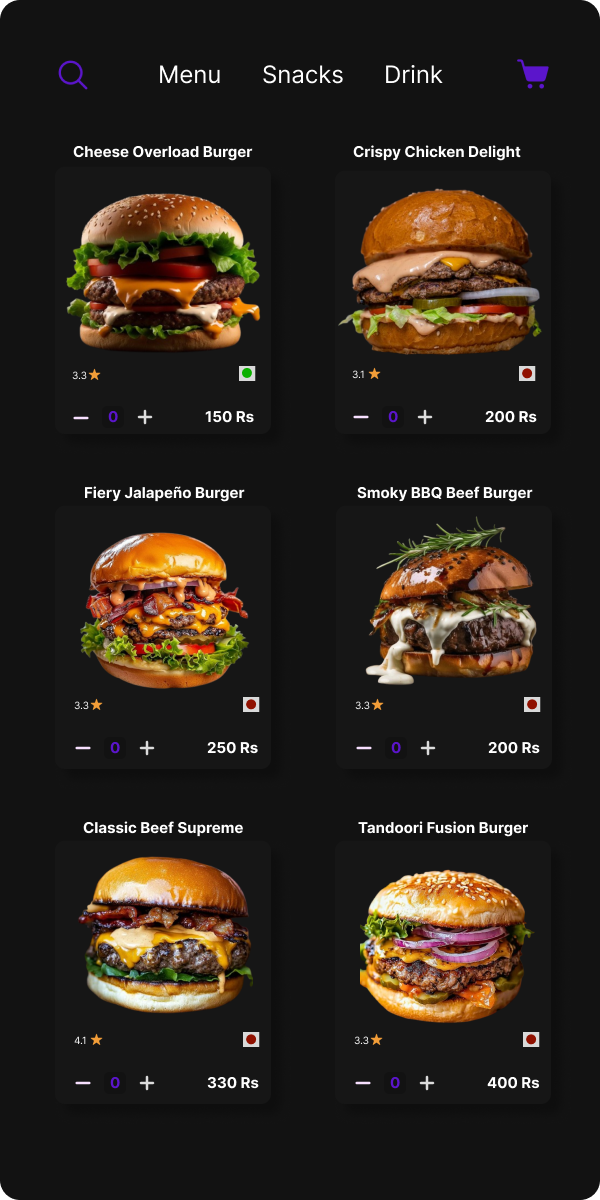 Menu Snacks Drink
Cheese Overload Burger
3.3
0 150 Rs
Crispy Chicken Delight
3.1
0 200 Rs
Fiery Jalapeño Burger
3.3
0 250 Rs
Smoky BBQ Beef Burger
3.3
0 200 Rs
Classic Beef Supreme
4.1
0 330 Rs
Tandoori Fusion Burger
3.3
0 400 Rs